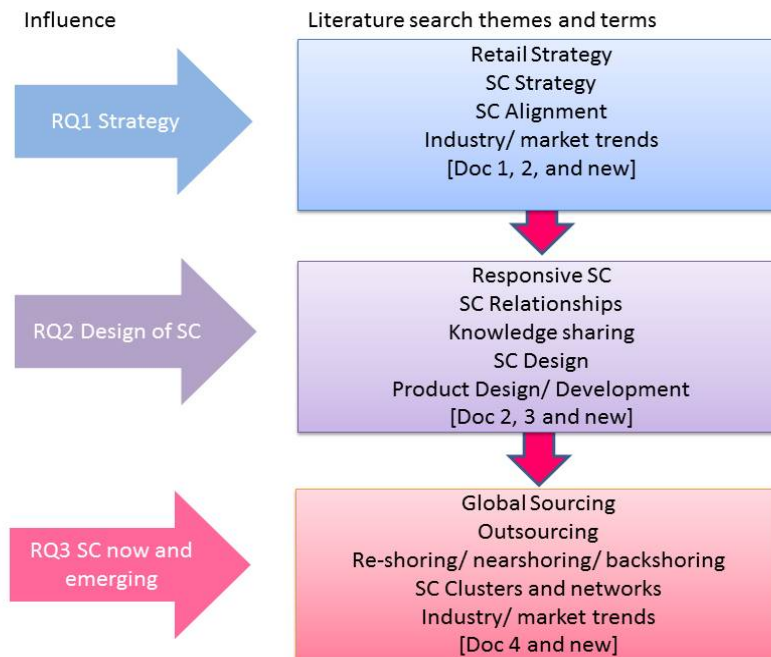 Influence
Literature search themes and terms
RQ1 Strategy
Retail Strategy
SC Strategy
SC Alignment
Industry/ market trends
[Doc 1, 2, and new]
RQ2 Design of SC
Responsive SC
SC Relationships
Knowledge sharing
SC Design
Product Design/ Development
[Doc 2, 3 and new]
RQ3 SC now and
emerging
Global Sourcing
Outsourcing
Re-shoring/ nearshoring/ backshoring
SC Clusters and networks
Industry/ market trends
[Doc 4 and new]